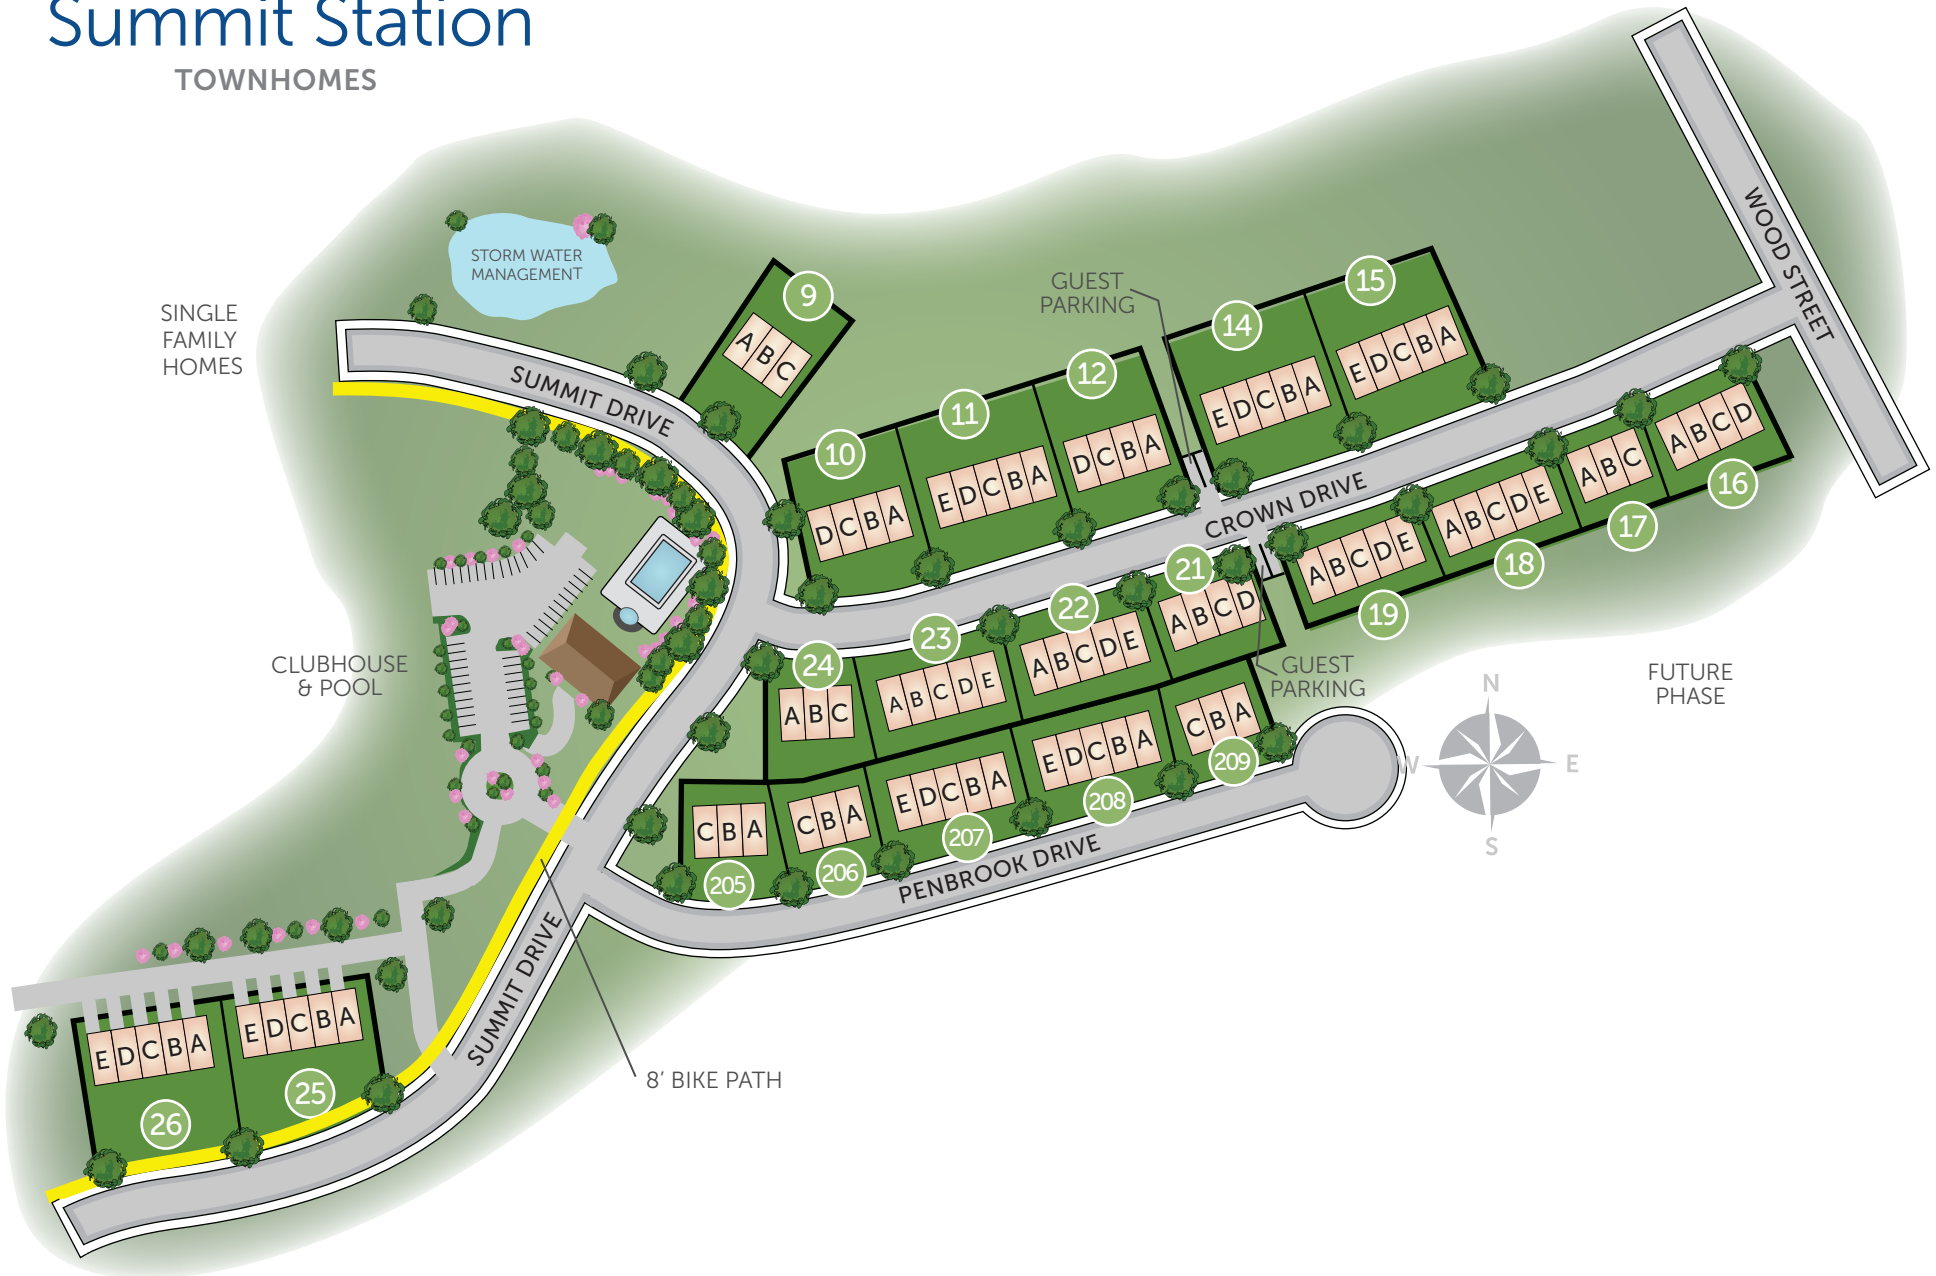 Summit Station
TOWNHOMES
STORM WATER
MANAGEMENT
SINGLE
FAMILY
HOMES
SUMMIT DRIVE
9
A B C
GUEST
PARKING
10
D C B A
11
E D C B A
12
D C B A
14
E D C B A
15
E D C B A
WOOD STREET
CROWN DRIVE
16
A B C D
17
A B C
18
A B C D E
19
A B C D E
21
A B C D
22
A B C D E
23
A B C D E
24
A B C
GUEST
PARKING
CLUBHOUSE
& POOL
FUTURE
PHASE
N
W
E
S
205
C B A
206
C B A
207
E D C B A
208
E D C B A
209
C B A
PENBROOK DRIVE
SUMMIT DRIVE
8’ BIKE PATH
E D C B A
25
E D C B A
26